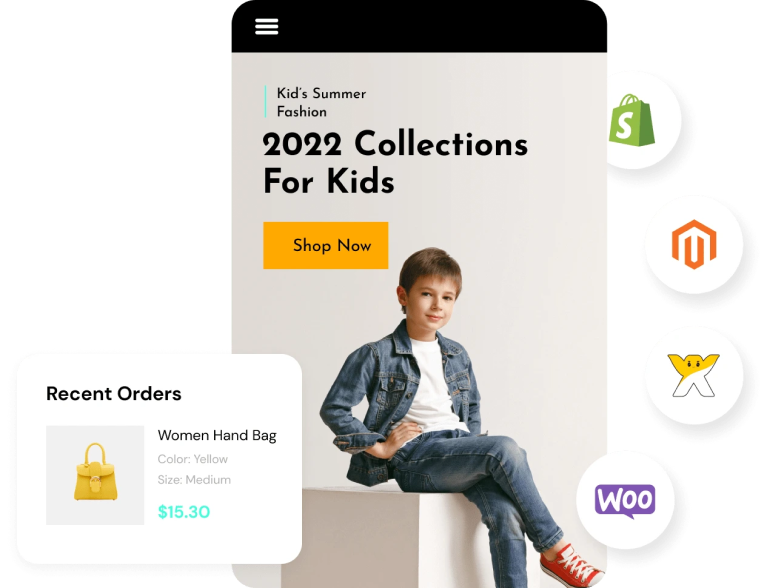 Kid's Summer
Fashion
2022 Collections
For Kids
Shop Now
Recent Orders
Women Hand Bag
Color: Yellow
Size: Medium
$15.30
S
WOO